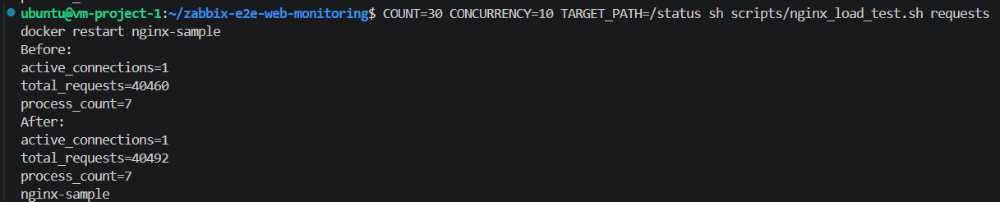 ubuntu@vm-project-1:~/zabbix-e2e-web-monitoring$ COUNT=30 CONCURRENCY=10 TARGET_PATH=/status sh scripts/nginx_load_test.sh requests
docker restart nginx-sample
Before:
active_connections=1
total_requests=40460
process_count=7
After:
active_connections=1
total_requests=40492
process_count=7
nginx-sample